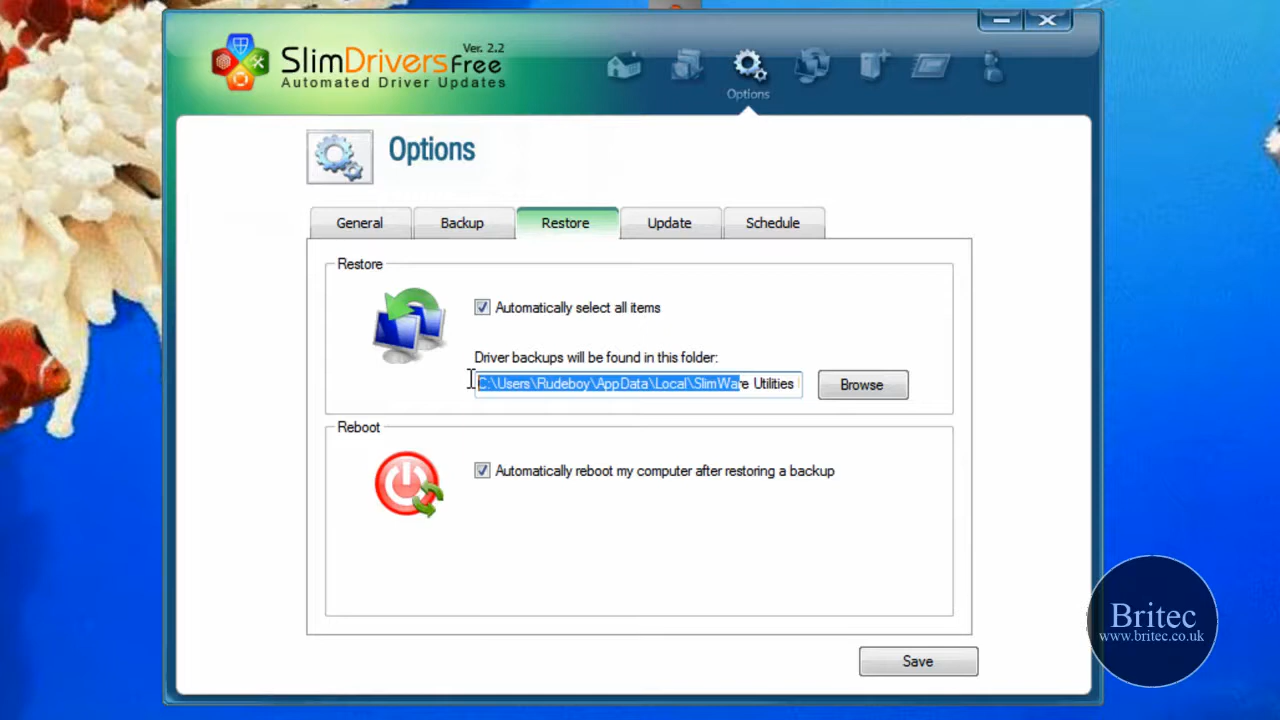 SlimDrivers Free
Ver. 2.2
Automated Driver Updates
Options
Options
General
Backup
Restore
Update
Schedule
Restore
Automatically select all items
Driver backups will be found in this folder:
C:\Users\Rudeboy\AppData\Local\SlimWare Utilities
Browse
Reboot
Automatically reboot my computer after restoring a backup
Save
Britec
www.britec.co.uk